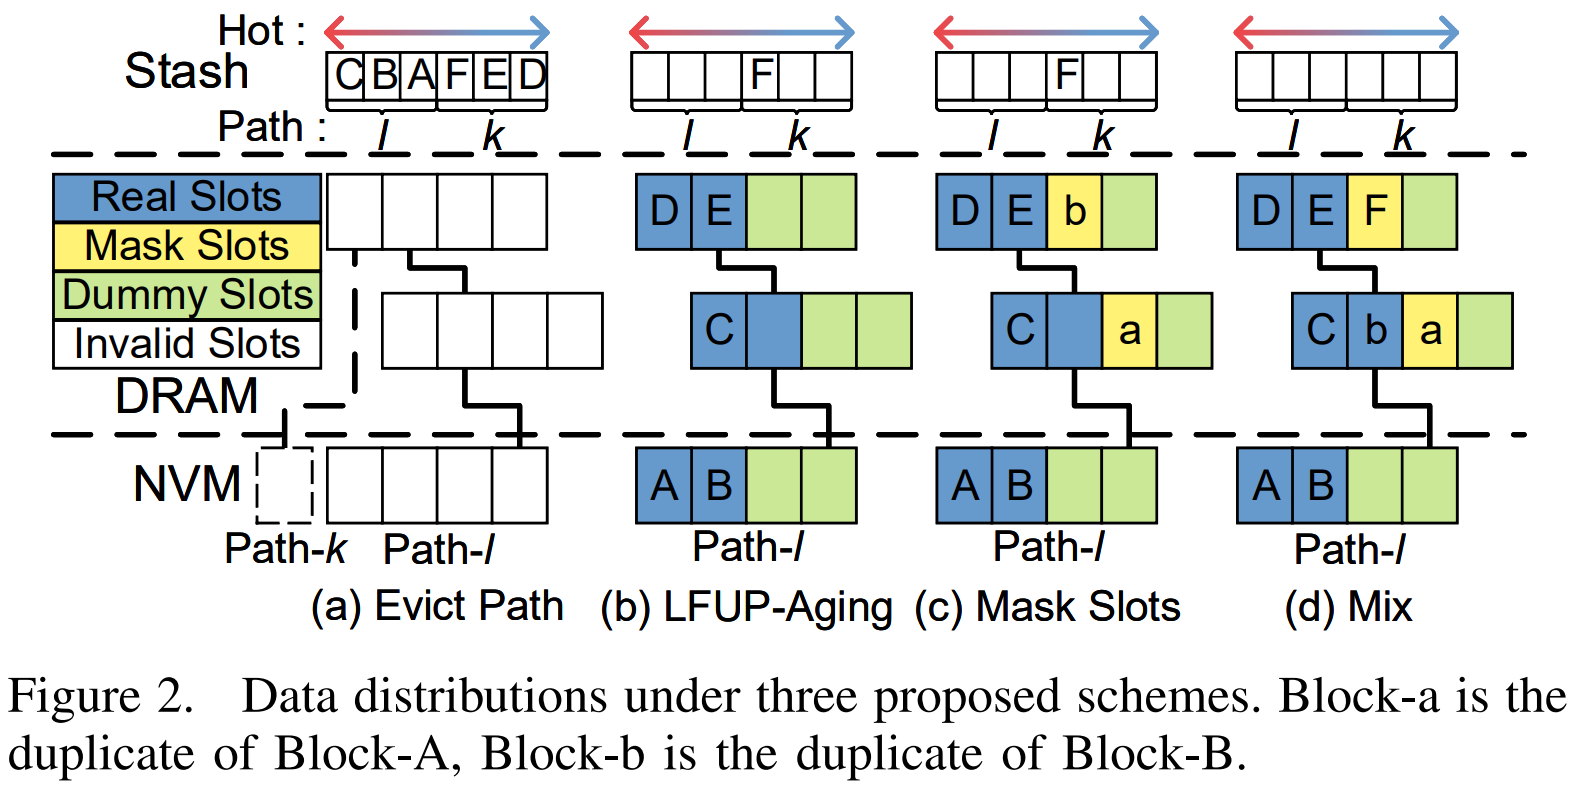 Hot :
Stash C B A F E D F F
Path : l k l k l k l k
Real Slots D E D E b D E F
Mask Slots
Dummy Slots C C a C b a
Invalid Slots
DRAM
NVM A B A B A B
Path-k Path-l Path-l Path-l Path-l
(a) Evict Path (b) LFUP-Aging (c) Mask Slots (d) Mix
Figure 2. Data distributions under three proposed schemes. Block-a is the
duplicate of Block-A, Block-b is the duplicate of Block-B.